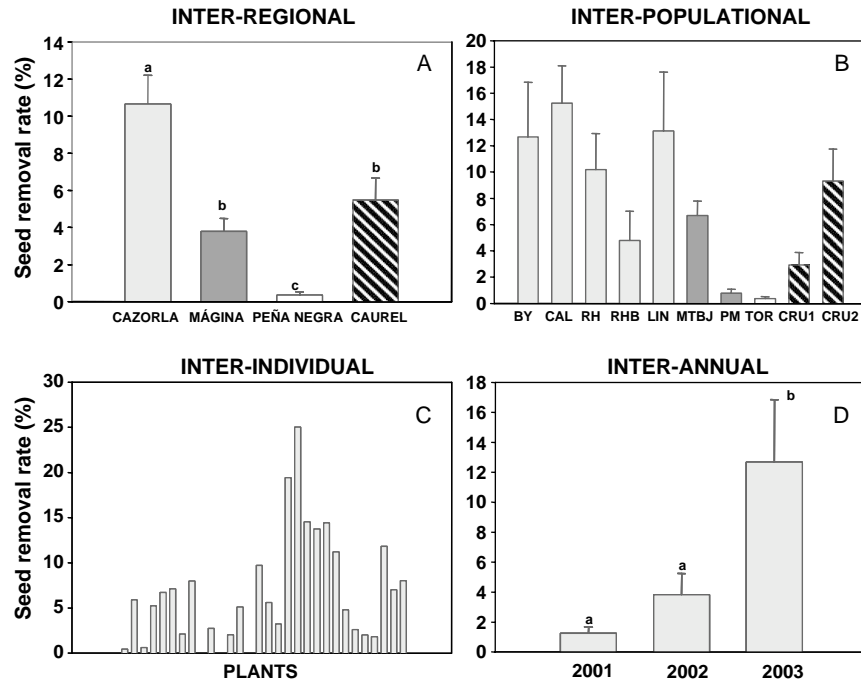 INTER-REGIONAL
INTER-POPULATIONAL
Seed removal rate (%)
14
12
10
8
6
4
2
0
A
a
b
c
b
CAZORLA MÁGINA PEÑA NEGRA CAUREL
20
18
16
14
12
10
8
6
4
2
0
B
BY CAL RH RHB LIN MTBJ PM TOR CRU1 CRU2
INTER-INDIVIDUAL
INTER-ANNUAL
Seed removal rate (%)
30
25
20
15
10
5
0
C
PLANTS
18
16
14
12
10
8
6
4
2
0
D
a
a
b
2001 2002 2003